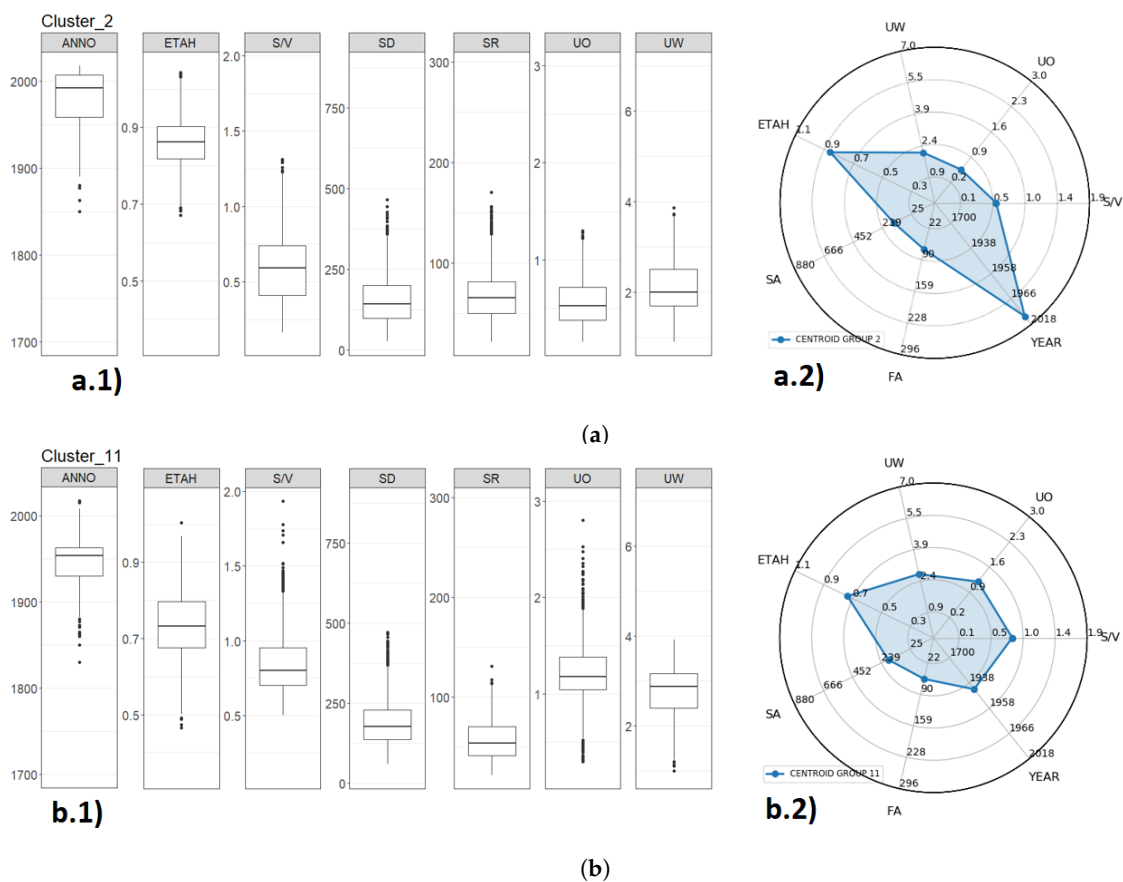 Cluster_2
ANNO ETAH S/V SD SR UO UW
2000 1900 1800 1700
0.9 0.7 0.5
2.0 1.5 1.0 0.5
750 500 250 0
300 200 100
3 2 1
6 4 2
a.1)
UW
7.0 5.5 3.9 2.4 0.9
UO
3.0 2.3 1.6 0.9 0.2
ETAH
1.1 0.9 0.7 0.5 0.3
S/V
0.1 0.5 1.0 1.4 1.9
SA
880 666 452 239 25
FA
22 90 159 228 296
YEAR
1700 1938 1958 1966 2018
CENTROID GROUP 2
a.2)
(a)
Cluster_11
ANNO ETAH S/V SD SR UO UW
2000 1900 1800 1700
0.9 0.7 0.5
2.0 1.5 1.0 0.5
750 500 250 0
300 200 100
3 2 1
6 4 2
b.1)
UW
7.0 5.5 3.9 2.4 0.9
UO
3.0 2.3 1.6 0.9 0.2
ETAH
1.1 0.9 0.7 0.5 0.3
S/V
0.1 0.5 1.0 1.4 1.9
SA
880 666 452 239 25
FA
22 90 159 228 296
YEAR
1700 1938 1958 1966 2018
CENTROID GROUP 11
b.2)
(b)